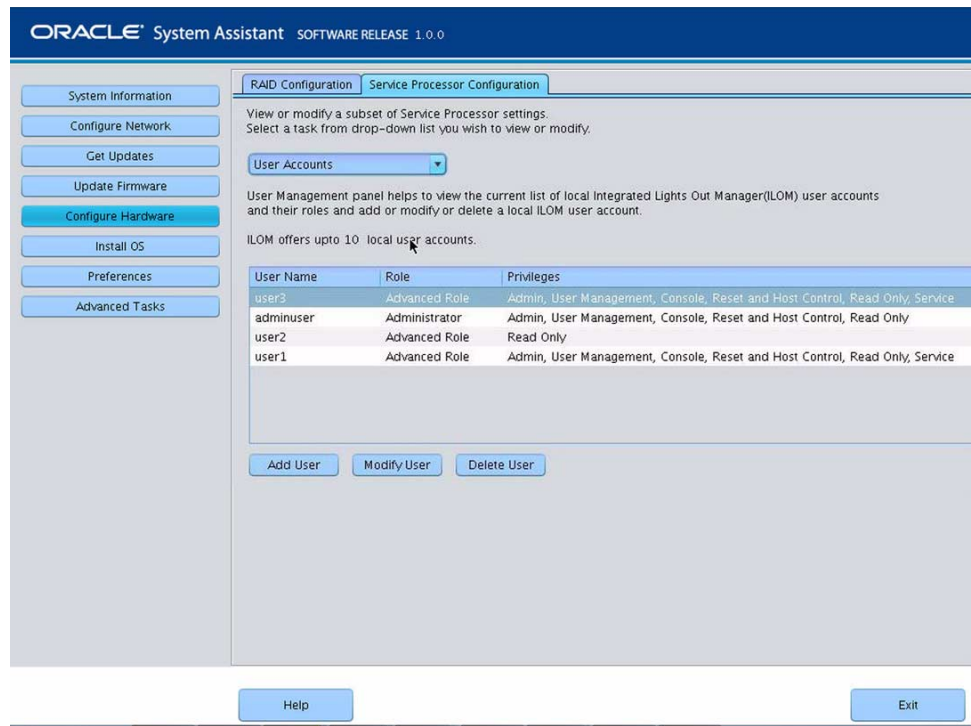 ORACLE System Assistant SOFTWARE RELEASE 1.0.0
System Information
Configure Network
Get Updates
Update Firmware
Configure Hardware
Install OS
Preferences
Advanced Tasks
RAID Configuration Service Processor Configuration
View or modify a subset of Service Processor settings.
Select a task from drop-down list you wish to view or modify.
User Accounts
User Management panel helps to view the current list of local Integrated Lights Out Manager(ILOM) user accounts
and their roles and add or modify or delete a local ILOM user account.
ILOM offers upto 10 local user accounts.
User Name Role Privileges
user3 Advanced Role Admin, User Management, Console, Reset and Host Control, Read Only, Service
adminuser Administrator Admin, User Management, Console, Reset and Host Control, Read Only
user2 Advanced Role Read Only
user1 Advanced Role Admin, User Management, Console, Reset and Host Control, Read Only, Service
Add User Modify User Delete User
Help Exit